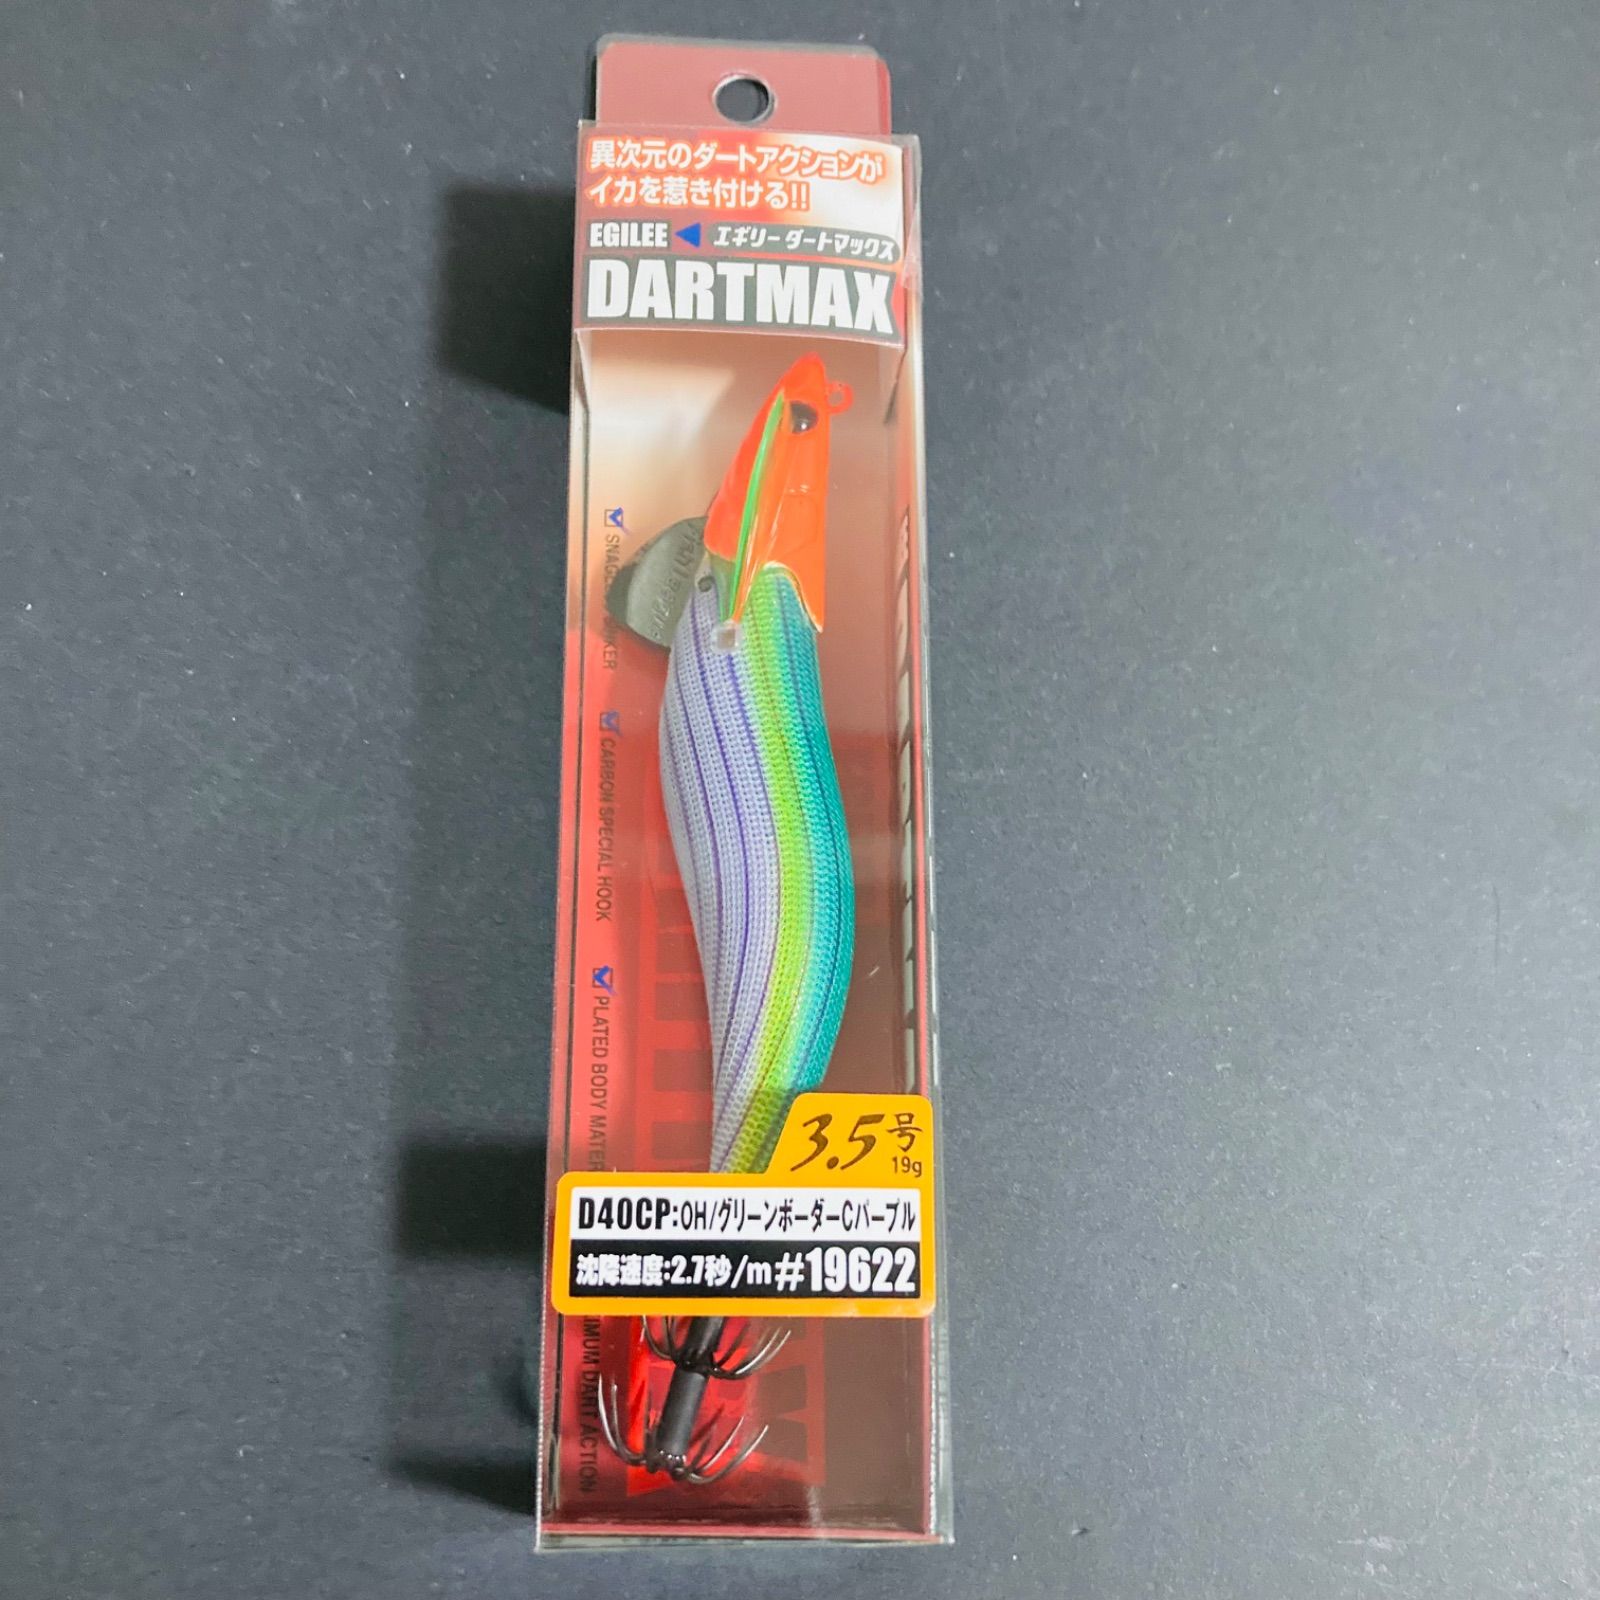 異次元のダートアクションが
イカを惹き付ける!!
EGILEE
エギリーダートマックス
DARTMAX
CARBON SPECIAL HOOK
PLATED BODY
DART ACTION
3.5号
19g
D40CP:OH/グリーンボーダーCパープル
沈降速度:2.7秒/m #19622